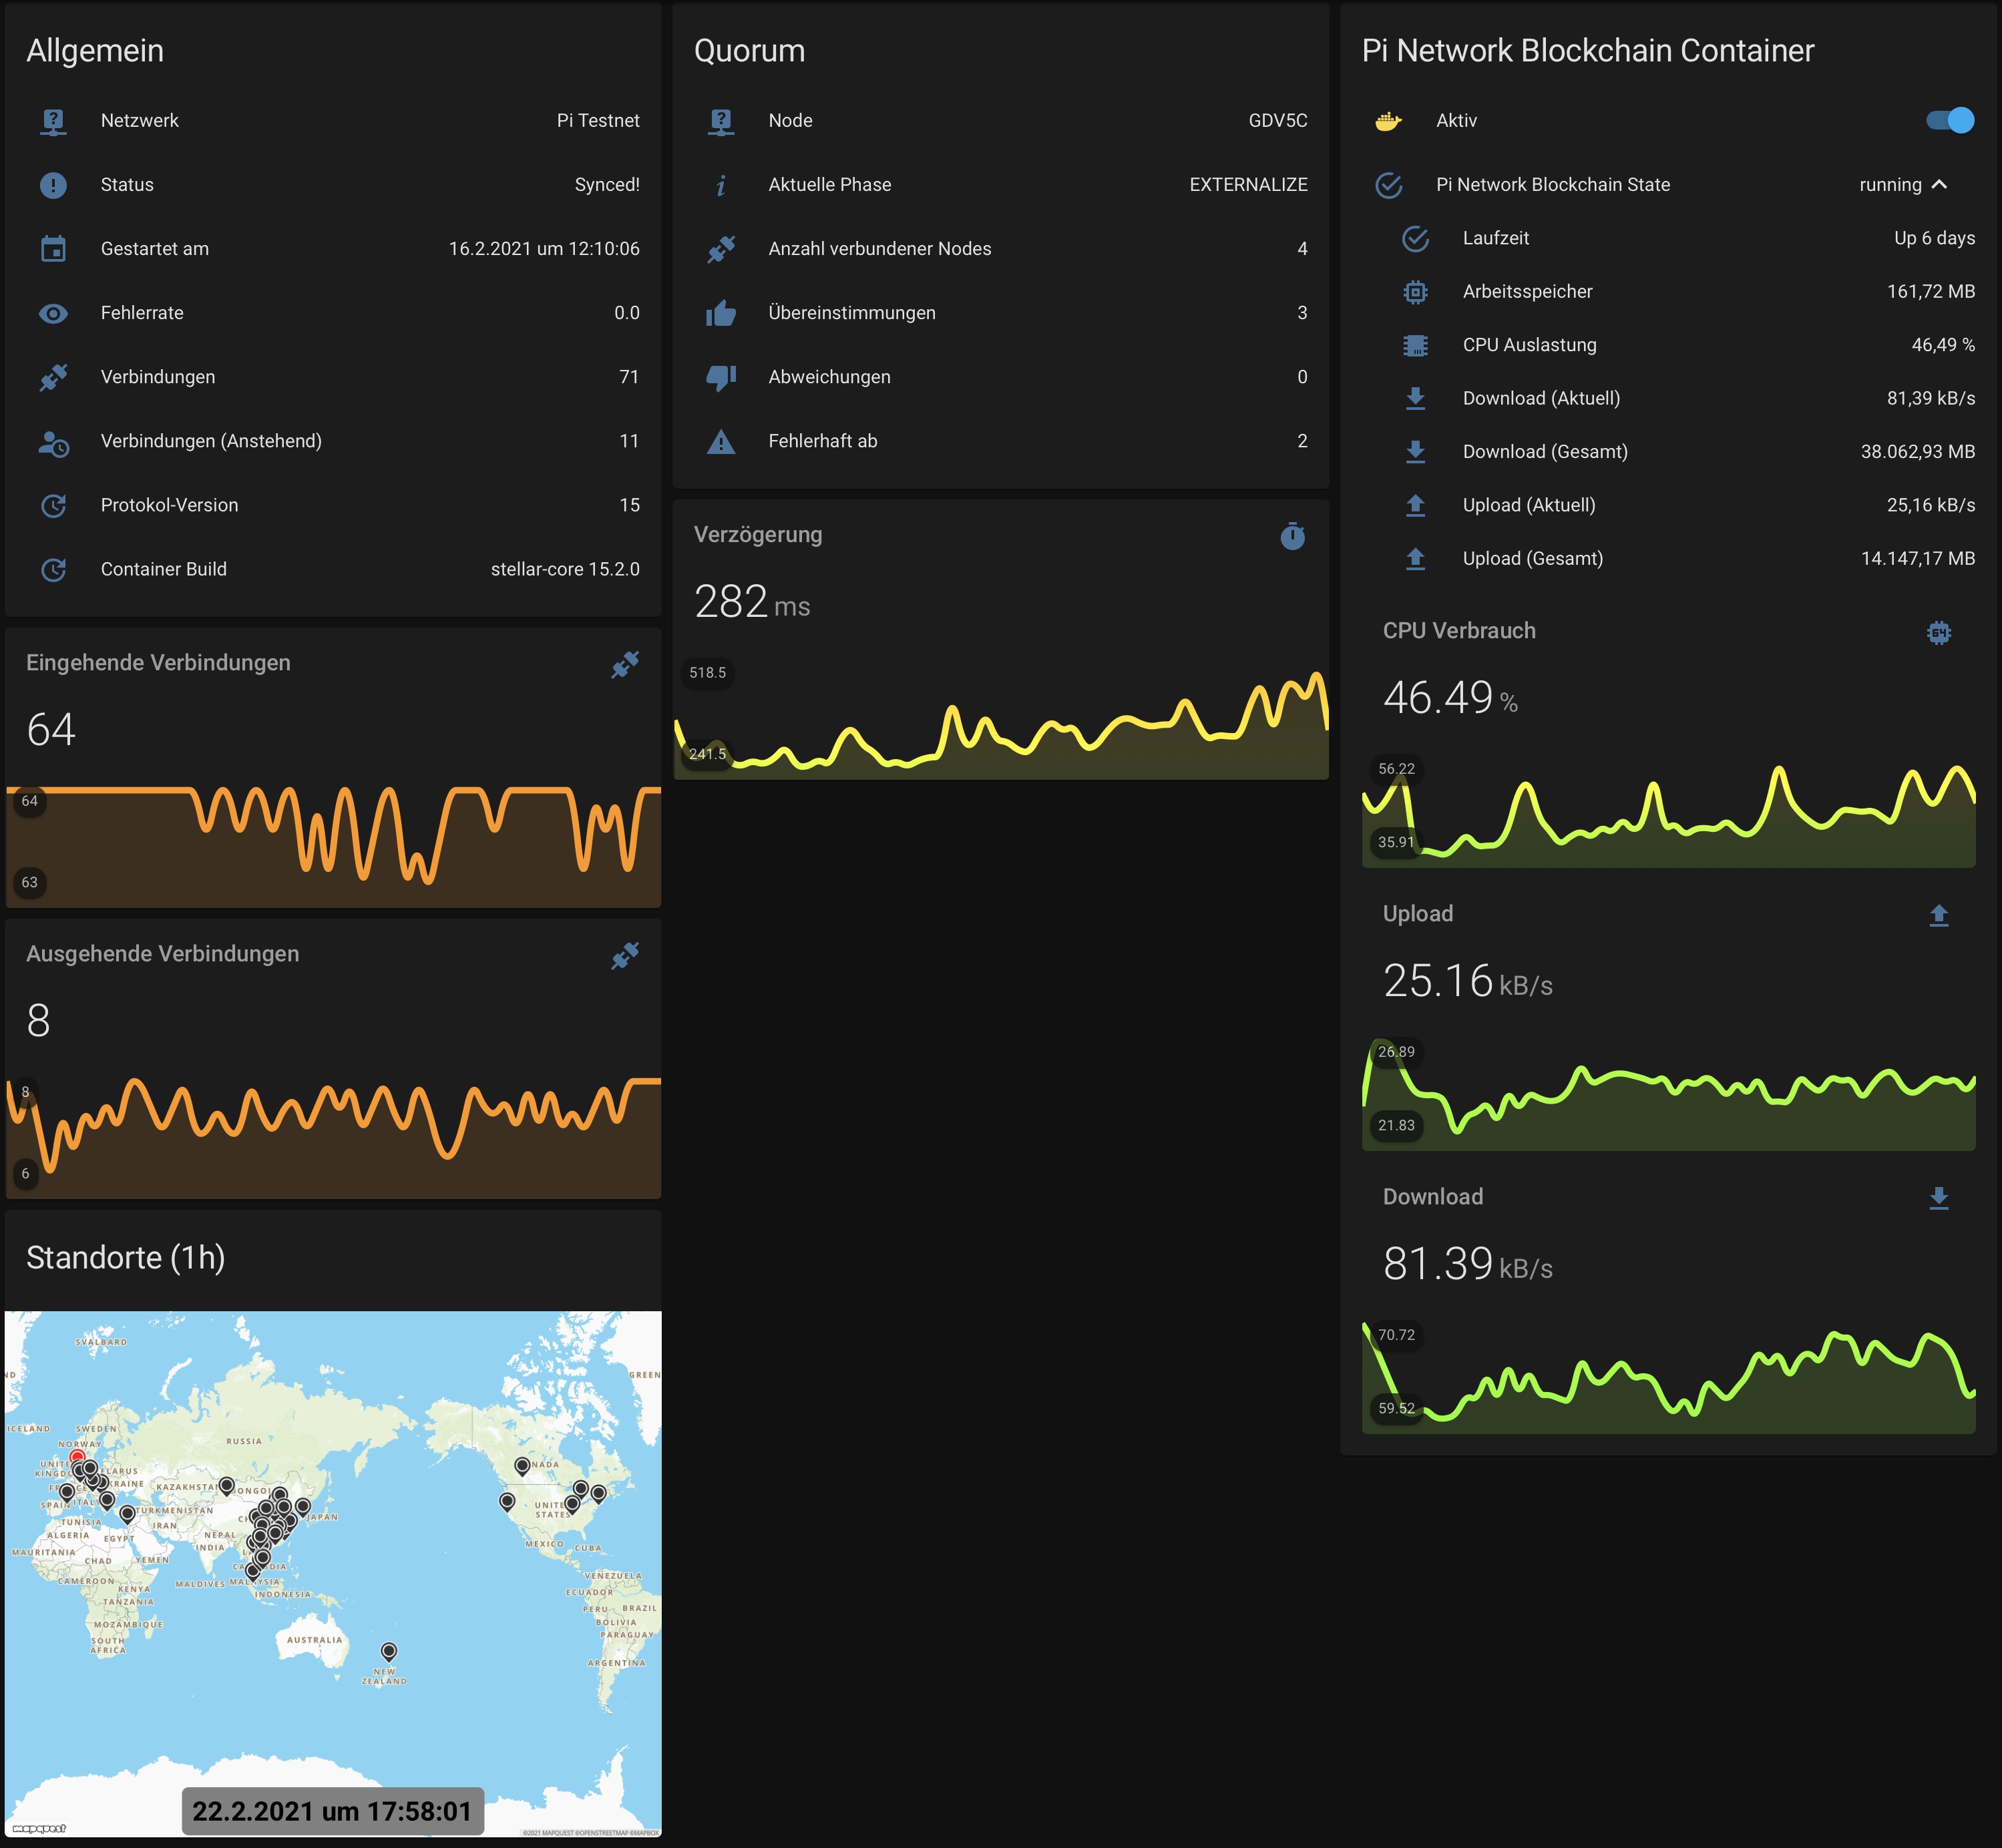 Allgemein
Netzwerk Pi Testnet
Status Synced!
Gestartet am 16.2.2021 um 12:10:06
Fehlerrate 0.0
Verbindungen 71
Verbindungen (Anstehend) 11
Protokol-Version 15
Container Build stellar-core 15.2.0
Eingehende Verbindungen
64
64
63
Ausgehende Verbindungen
8
8
6
Standorte (1h)
SVALBARD
GREEN
ICELAND
SWEDEN
NORWAY
RUSSIA
UNITE
KINGDO
ELARUS
NADA
KRAINE
KAZAKHSTA
ONGOL
SPAIN
ITALY
TURKMENISTAN
JAPAN
UNITED
STATES
TUNISIA
IRAN
ALGERIA
EGYPT
NEPAL
INDIA
MEXICO
CUBA
MAURITANIA
CHAD
YEMEN
CAMEROON
KENYA
MALDIVES
MALAYSIA
VENEZUELA
TANZANIA
INDONESIA
ECUADOR
PERU
BRAZIL
MOZAMBIQUE
BOLIVIA
SOUTH
AFRICA
AUSTRALIA
PARAGUAY
NEW
ZEALAND
ARGENTINA
22.2.2021 um 17:58:01
mapquest
©2021 MAPQUEST ©OPENSTREETMAP ©MAPBOX
Quorum
Node GDV5C
Aktuelle Phase EXTERNALIZE
Anzahl verbundener Nodes 4
Übereinstimmungen 3
Abweichungen 0
Fehlerhaft ab 2
Verzögerung
282 ms
518.5
241.5
Pi Network Blockchain Container
Aktiv
Pi Network Blockchain State running
Laufzeit Up 6 days
Arbeitsspeicher 161,72 MB
CPU Auslastung 46,49 %
Download (Aktuell) 81,39 kB/s
Download (Gesamt) 38.062,93 MB
Upload (Aktuell) 25,16 kB/s
Upload (Gesamt) 14.147,17 MB
CPU Verbrauch
64
46.49 %
56.22
35.91
Upload
25.16 kB/s
26.89
21.83
Download
81.39 kB/s
70.72
59.52